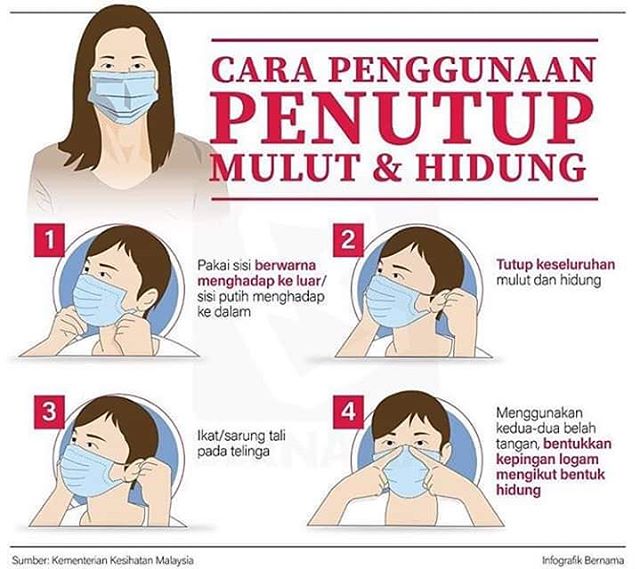 CARA PENGGUNAAN
PENUTUP
MULUT & HIDUNG
1
Pakai sisi berwarna
menghadap ke luar/
sisi putih menghadap
ke dalam
2
Tutup keseluruhan
mulut dan hidung
3
Ikat/sarung tali
pada telinga
4
Menggunakan
kedua-dua belah
tangan, bentukkan
kepingan logam
mengikut bentuk
hidung
Sumber: Kementerian Kesihatan Malaysia
Infografik Bernama